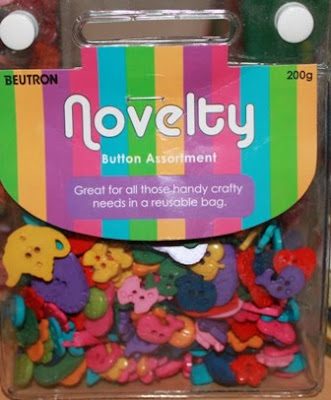 BEUTRON
200g
Novelty
Button Assortment
Great for all those handy crafty
needs in a reusable bag.